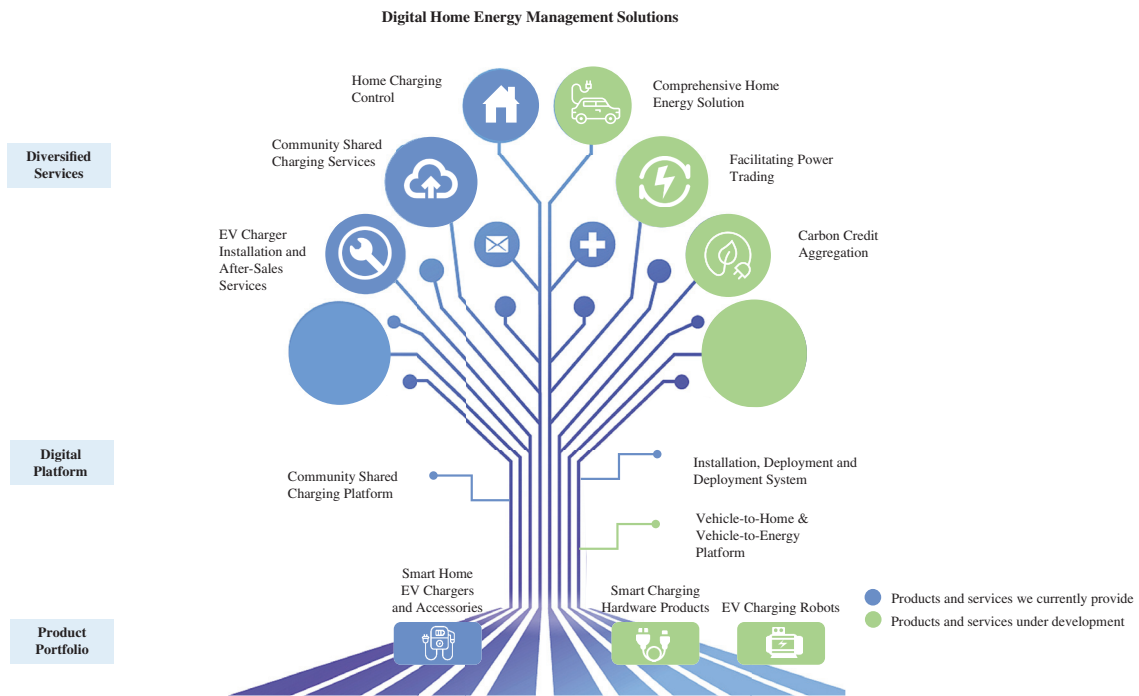 Digital Home Energy Management Solutions
Home Charging
Control
Comprehensive Home
Energy Solution
Diversified
Services
Community Shared
Charging Services
Facilitating Power
Trading
EV Charger
Installation and
After-Sales
Services
Carbon Credit
Aggregation
Digital
Platform
Community Shared
Charging Platform
Installation, Deployment and
Deployment System
Vehicle-to-Home &
Vehicle-to-Energy
Platform
Smart Home
EV Chargers
and Accessories
Smart Charging
Hardware Products
EV Charging Robots
Products and services we currently provide
Products and services under development
Product
Portfolio